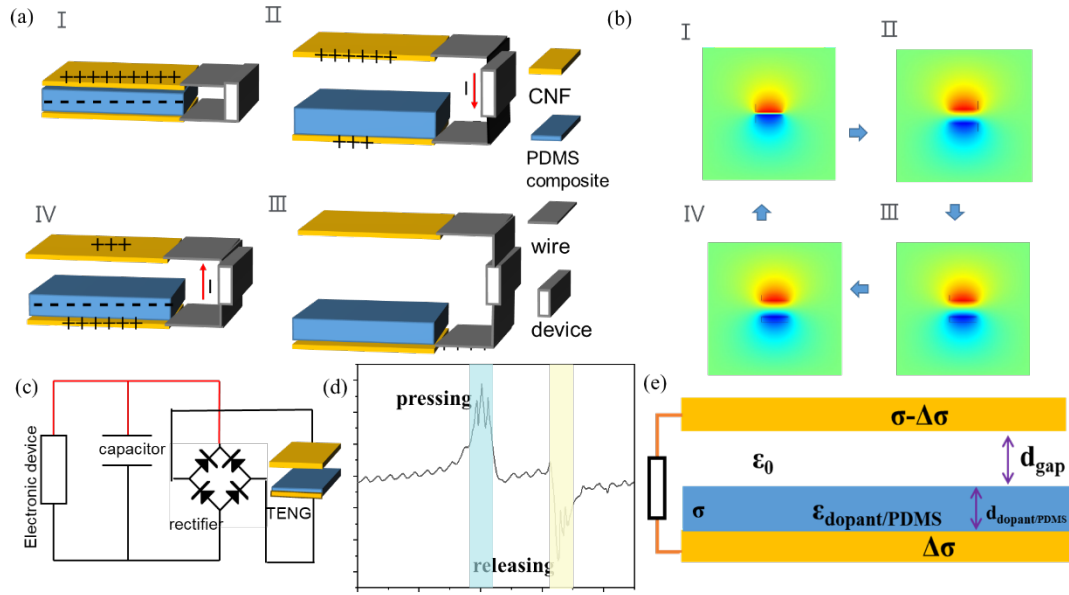 (a)
I
II
+++++++++
- - - - - - - - - -
++++++
I
+++
CNF
PDMS
composite
wire
device
IV
III
+++
I
- - - - - - - - - -
++++++
(b)
I
II
IV
III
(c)
Electronic device
capacitor
rectifier
TENG
(d)
pressing
releasing
(e)
σ-Δσ
ε0
dgap
σ
εdopant/PDMS
ddopant/PDMS
Δσ